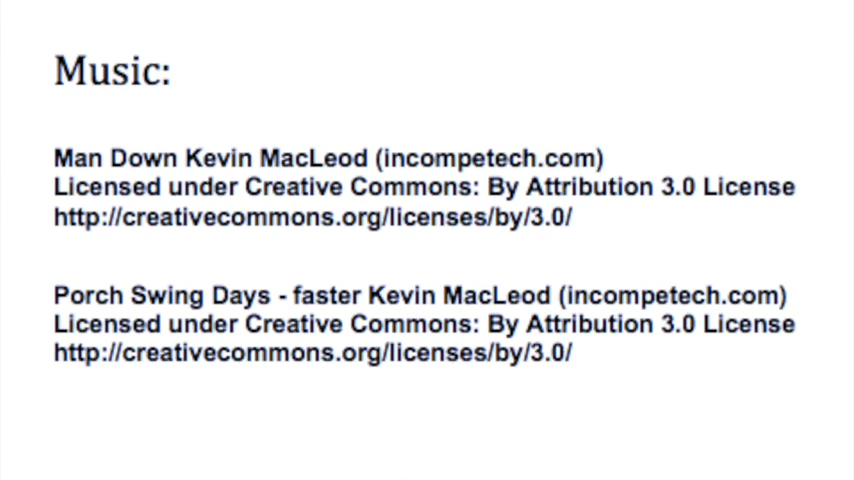 Music:
Man Down Kevin MacLeod (incompetech.com)
Licensed under Creative Commons: By Attribution 3.0 License
http://creativecommons.org/licenses/by/3.0/
Porch Swing Days - faster Kevin MacLeod (incompetech.com)
Licensed under Creative Commons: By Attribution 3.0 License
http://creativecommons.org/licenses/by/3.0/